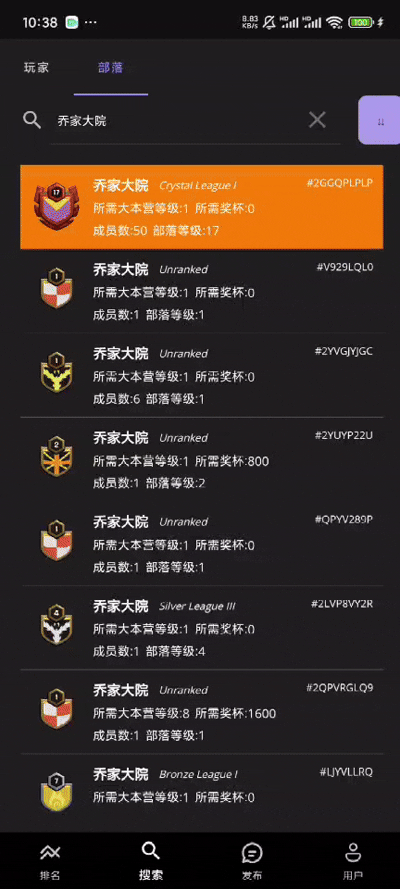 10:38 ··· 8.83 KB/S HD HD 100
玩家 部落
乔家大院
17 乔家大院 Crystal League I #2GGQPLPLP
所需大本营等级:1 所需奖杯:0
成员数:50 部落等级:17
1 乔家大院 Unranked #V929LQL0
所需大本营等级:1 所需奖杯:0
成员数:1 部落等级:1
1 乔家大院 Unranked #2YVGJYJGC
所需大本营等级:1 所需奖杯:0
成员数:6 部落等级:1
2 乔家大院 Unranked #2YUYP22U
所需大本营等级:1 所需奖杯:800
成员数:1 部落等级:2
1 乔家大院 Unranked #QPYV289P
所需大本营等级:1 所需奖杯:0
成员数:1 部落等级:1
4 乔家大院 Silver League III #2LVP8VY2R
所需大本营等级:1 所需奖杯:0
成员数:1 部落等级:4
1 乔家大院 Unranked #2QPVRGLQ9
所需大本营等级:8 所需奖杯:1600
成员数:1 部落等级:1
7 乔家大院 Bronze League I #LJYVLLRQ
所需大本营等级:1 所需奖杯:0
排名 搜索 发布 用户